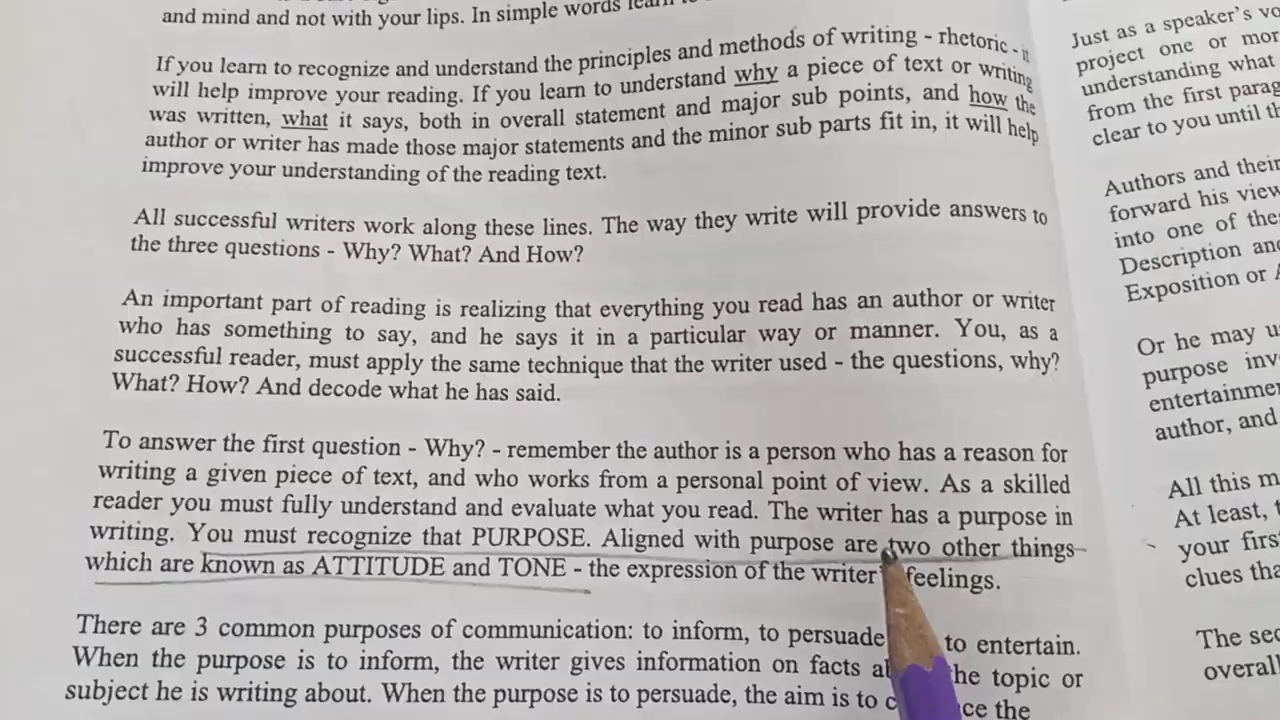 and mind and not with your lips. In simple words learn to
If you learn to recognize and understand the principles and methods of writing - rhetoric - it
will help improve your reading. If you learn to understand why a piece of text or writing
was written, what it says, both in overall statement and major sub points, and how the
author or writer has made those major statements and the minor sub parts fit in, it will help
improve your understanding of the reading text.
All successful writers work along these lines. The way they write will provide answers to
the three questions - Why? What? And How?
An important part of reading is realizing that everything you read has an author or writer
who has something to say, and he says it in a particular way or manner. You, as a
successful reader, must apply the same technique that the writer used - the questions, why?
What? How? And decode what he has said.
To answer the first question - Why? - remember the author is a person who has a reason for
writing a given piece of text, and who works from a personal point of view. As a skilled
reader you must fully understand and evaluate what you read. The writer has a purpose in
writing. You must recognize that PURPOSE. Aligned with purpose are two other things
which are known as ATTITUDE and TONE - the expression of the writer feelings.
There are 3 common purposes of communication: to inform, to persuade to entertain.
When the purpose is to inform, the writer gives information on facts the topic or
subject he is writing about. When the purpose is to persuade, the aim is to the
Just as a speaker's
project one or
understanding what
from the first
clear to you until
Authors and their
forward his
into one of
Description
Exposition or
Or he may
purpose
author, and
All this
At least,
your
clues
The